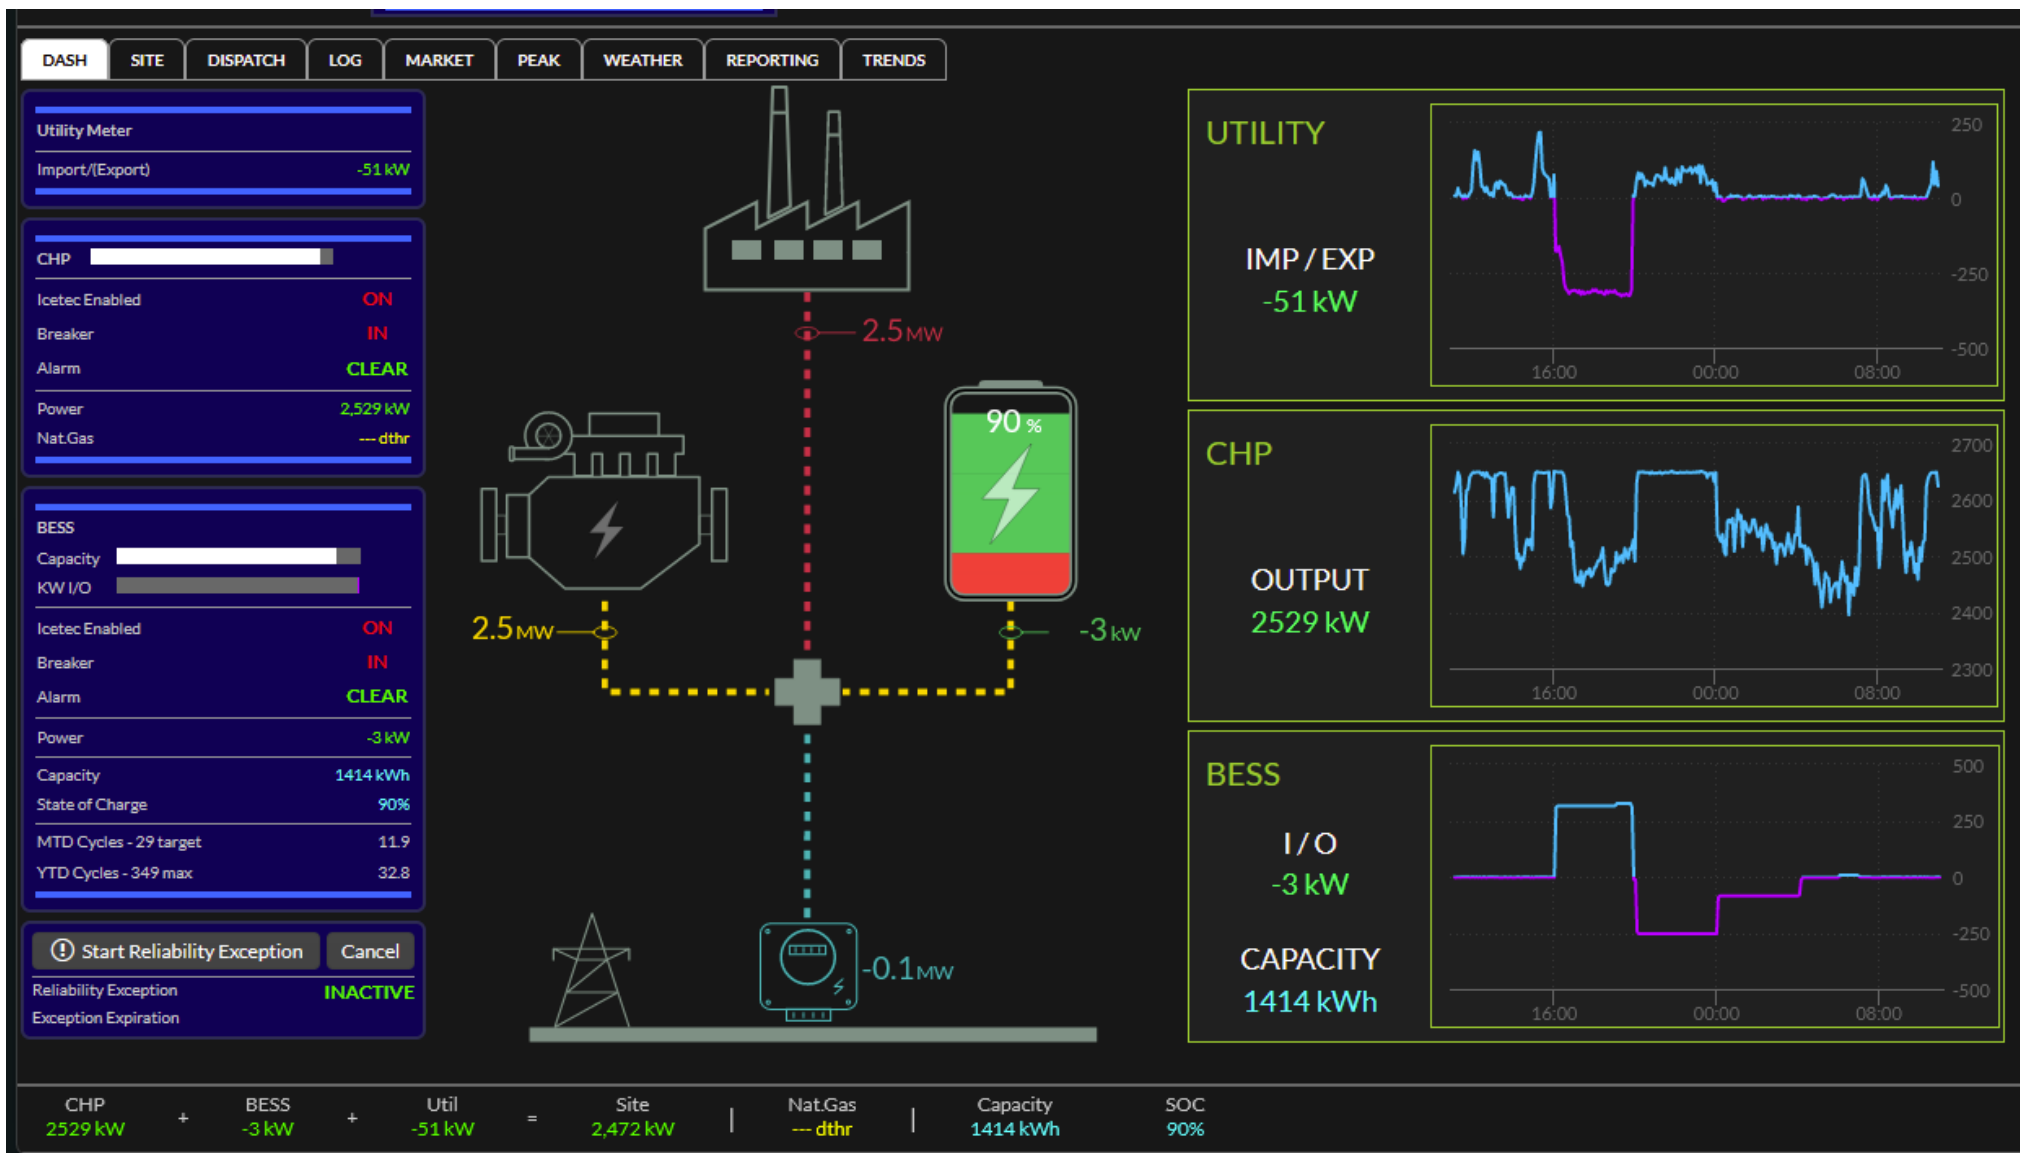 DASH SITE DISPATCH LOG MARKET PEAK WEATHER REPORTING TRENDS
Utility Meter
Import/(Export) -51 kW
CHP
Icetec Enabled ON
Breaker IN
Alarm CLEAR
Power 2,529 kW
Nat.Gas --- dthr
BESS
Capacity
KW I/O
Icetec Enabled ON
Breaker IN
Alarm CLEAR
Power -3 kW
Capacity 1414 kWh
State of Charge 90%
MTD Cycles - 29 target 11.9
YTD Cycles - 349 max 32.8
Start Reliability Exception Cancel
Reliability Exception INACTIVE
Exception Expiration
2.5 MW
90 %
2.5 MW
-3 kW
-0.1 MW
UTILITY
IMP / EXP
-51 kW
250
0
-250
-500
16:00 00:00 08:00
CHP
OUTPUT
2529 kW
2700
2600
2500
2400
2300
16:00 00:00 08:00
BESS
I / O
-3 kW
CAPACITY
1414 kWh
500
250
0
-250
-500
16:00 00:00 08:00
CHP + BESS + Util = Site | Nat.Gas | Capacity SOC
2529 kW -3 kW -51 kW 2,472 kW --- dthr 1414 kWh 90%